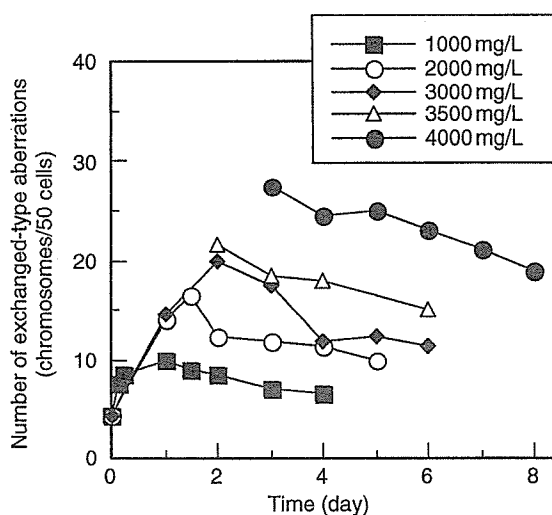 1000 mg/L
2000 mg/L
3000 mg/L
3500 mg/L
4000 mg/L
Number of exchanged-type aberrations
(chromosomes/50 cells)
40
30
20
10
0
0 2 4 6 8
Time (day)